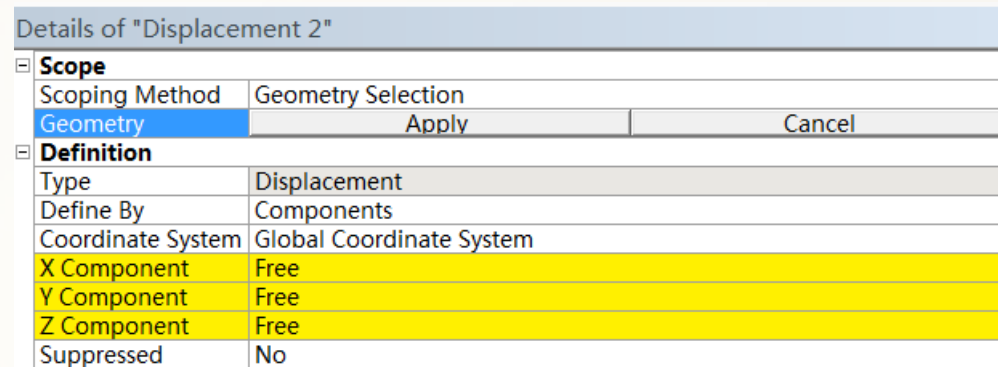 Details of "Displacement 2"
Scope
Scoping Method Geometry Selection
Geometry Apply Cancel
Definition
Type Displacement
Define By Components
Coordinate System Global Coordinate System
X Component Free
Y Component Free
Z Component Free
Suppressed No